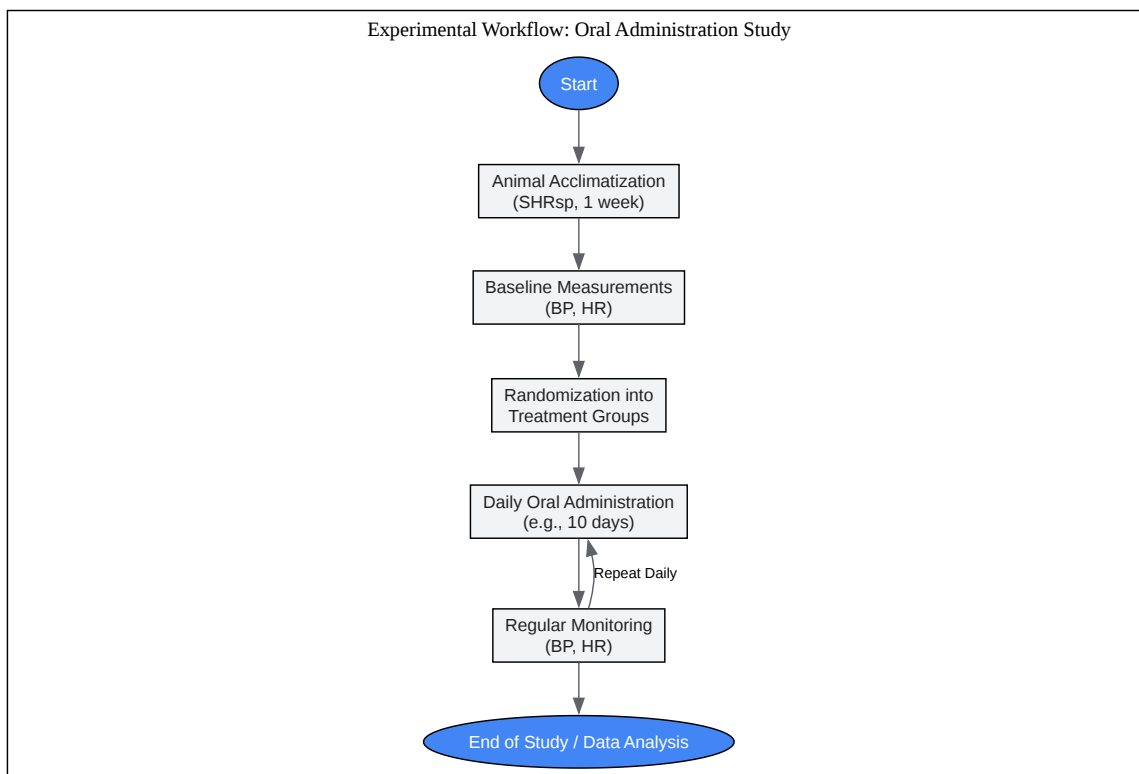 Experimental Workflow: Oral Administration Study
Start
Animal Acclimatization
(SHRsp, 1 week)
Baseline Measurements
(BP, HR)
Randomization into
Treatment Groups
Daily Oral Administration
(e.g., 10 days)
Repeat Daily
Regular Monitoring
(BP, HR)
End of Study / Data Analysis